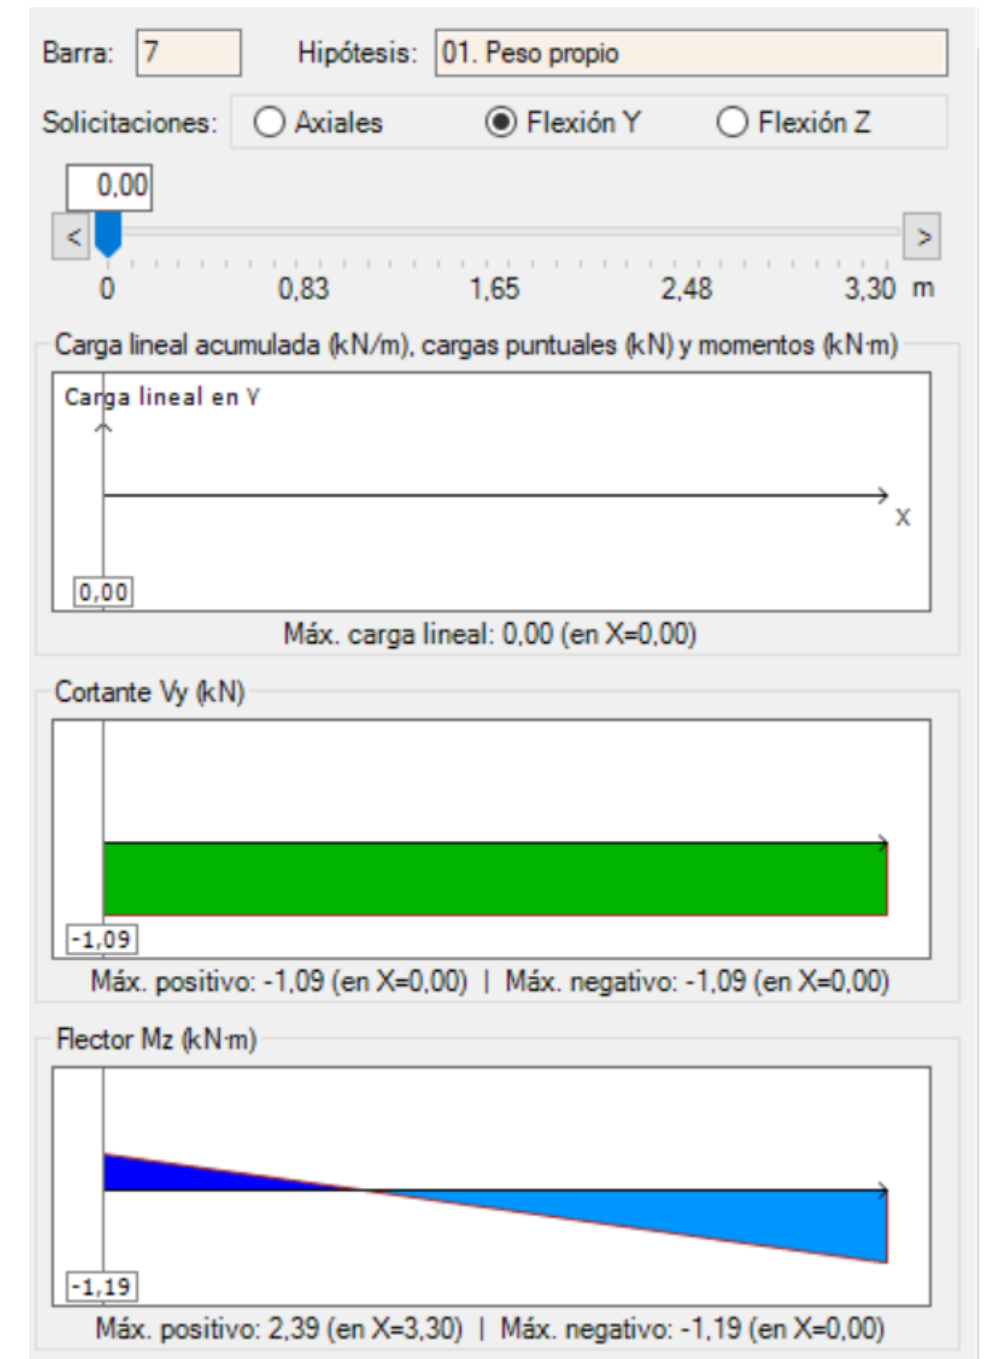 Barra: 7 Hipótesis: 01. Peso propio
Solicitaciones: Axiales Flexión Y Flexión Z
0,00
< >
0 0,83 1,65 2,48 3,30 m
Carga lineal acumulada (kN/m), cargas puntuales (kN) y momentos (kN·m)
Carga lineal en Y
X
0,00
Máx. carga lineal: 0,00 (en X=0,00)
Cortante Vy (kN)
-1,09
Máx. positivo: -1,09 (en X=0,00) | Máx. negativo: -1,09 (en X=0,00)
Flector Mz (kN·m)
-1,19
Máx. positivo: 2,39 (en X=3,30) | Máx. negativo: -1,19 (en X=0,00)